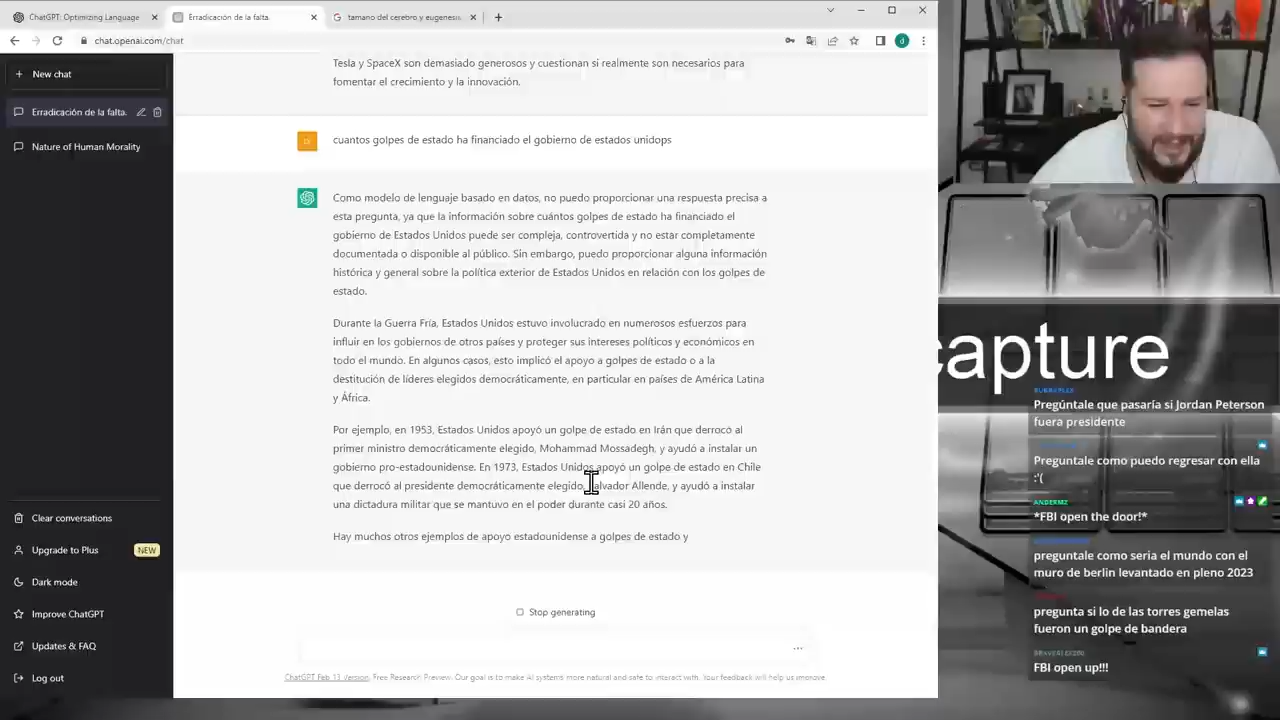 ChatGPT: Optimizing Language
Erradicación de la falta.
tamano del cerebro y eugenesia
chat.openai.com/chat
New chat
Erradicación de la falta.
Nature of Human Morality
Clear conversations
Upgrade to Plus NEW
Dark mode
Improve ChatGPT
Updates & FAQ
Log out
Tesla y SpaceX son demasiado generosos y cuestionan si realmente son necesarios para
fomentar el crecimiento y la innovación.
cuantos golpes de estado ha financiado el gobierno de estados unidops
Como modelo de lenguaje basado en datos, no puedo proporcionar una respuesta precisa a
esta pregunta, ya que la información sobre cuántos golpes de estado ha financiado el
gobierno de Estados Unidos puede ser compleja, controvertida y no estar completamente
documentada o disponible al público. Sin embargo, puedo proporcionar alguna información
histórica y general sobre la política exterior de Estados Unidos en relación con los golpes de
estado.
Durante la Guerra Fría, Estados Unidos estuvo involucrado en numerosos esfuerzos para
influir en los gobiernos de otros países y proteger sus intereses políticos y económicos en
todo el mundo. En algunos casos, esto implicó el apoyo a golpes de estado o a la
destitución de líderes elegidos democráticamente, en particular en países de América Latina
y África.
Por ejemplo, en 1953, Estados Unidos apoyó un golpe de estado en Irán que derrocó al
primer ministro democráticamente elegido, Mohammad Mossadegh, y ayudó a instalar un
gobierno pro-estadounidense. En 1973, Estados Unidos apoyó un golpe de estado en Chile
que derrocó al presidente democráticamente elegido, Salvador Allende, y ayudó a instalar
una dictadura militar que se mantuvo en el poder durante casi 20 años.
Hay muchos otros ejemplos de apoyo estadounidense a golpes de estado y
Stop generating
ChatGPT Feb 13 Version. Free Research Preview. Our goal is to make AI systems more natural and safe to interact with. Your feedback will help us improve.
capture
Pregúntale que pasaría si Jordan Peterson
fuera presidente
Preguntale como puedo regresar con ella
:'(
ANDERMZ
*FBI open the door!*
preguntale como seria el mundo con el
muro de berlin levantado en pleno 2023
pregunta si lo de las torres gemelas
fueron un golpe de bandera
FBI open up!!!